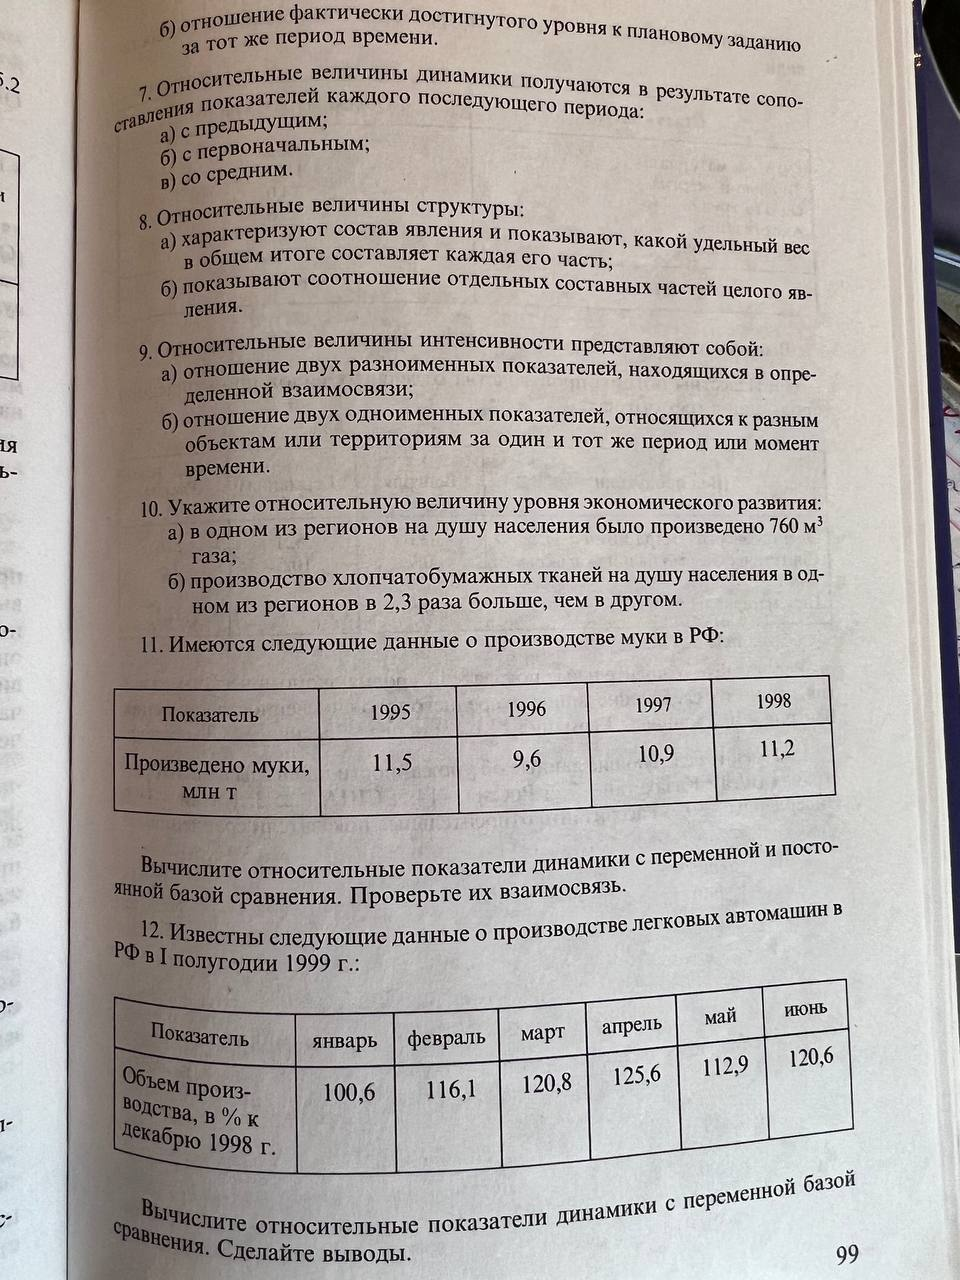 5.2
ия
ь-
о-
б) отношение фактически достигнутого уровня к плановому заданию
за тот же период времени.
7. Относительные величины динамики получаются в результате сопо-
ставления показателей каждого последующего периода:
а) с предыдущим;
б) с первоначальным;
в) со средним.
8. Относительные величины структуры:
а) характеризуют состав явления и показывают, какой удельный вес
в общем итоге составляет каждая его часть;
б) показывают соотношение отдельных составных частей целого яв-
ления.
9. Относительные величины интенсивности представляют собой:
а) отношение двух разноименных показателей, находящихся в опре-
деленной взаимосвязи;
б) отношение двух одноименных показателей, относящихся к разным
объектам или территориям за один и тот же период или момент
времени.
10. Укажите относительную величину уровня экономического развития:
а) в одном из регионов на душу населения было произведено 760 м³
газа;
б) производство хлопчатобумажных тканей на душу населения в од-
ном из регионов в 2,3 раза больше, чем в другом.
11. Имеются следующие данные о производстве муки в РФ:
Показатель 1995 1996 1997 1998
Произведено муки, 11,5 9,6 10,9 11,2
млн т
Вычислите относительные показатели динамики с переменной и посто-
янной базой сравнения. Проверьте их взаимосвязь.
12. Известны следующие данные о производстве легковых автомашин в
РФ в I полугодии 1999 г.:
Показатель январь февраль март апрель май июнь
Объем произ- 100,6 116,1 120,8 125,6 112,9 120,6
водства, в % к
декабрю 1998 г.
Вычислите относительные показатели динамики с переменной базой
сравнения. Сделайте выводы.
99